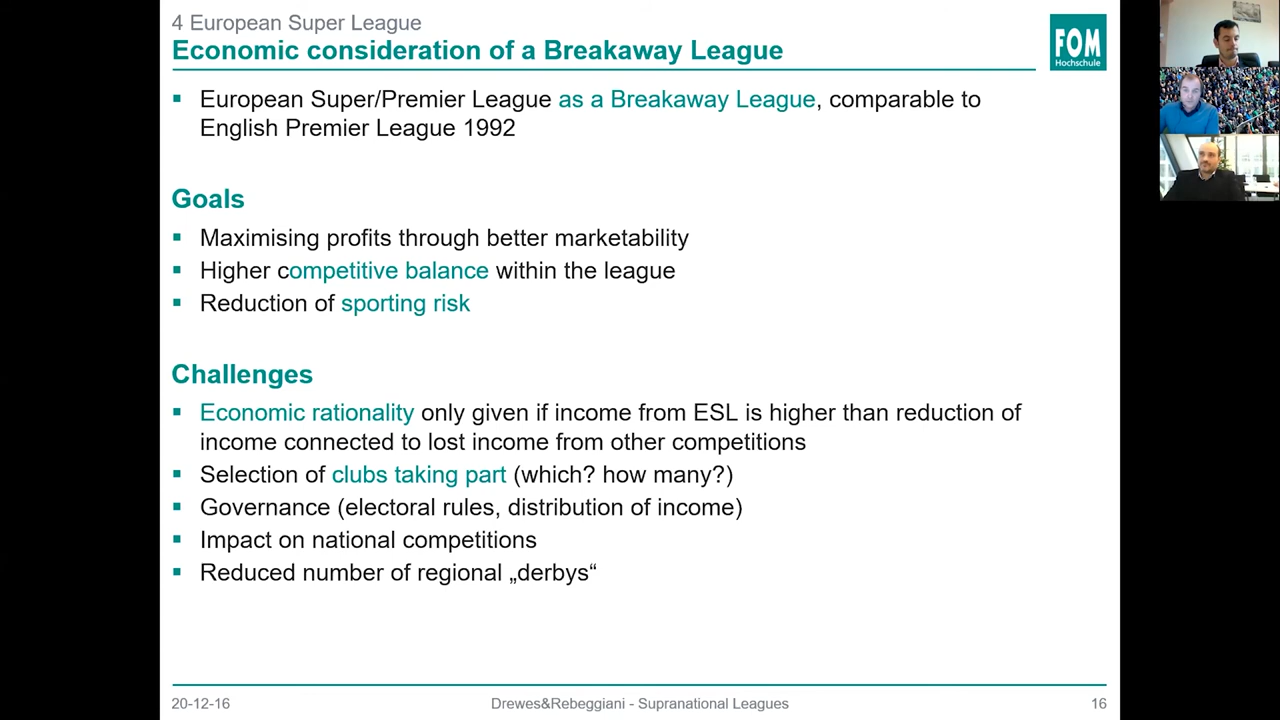 4 European Super League
Economic consideration of a Breakaway League
FOM
Hochschule
▪ European Super/Premier League as a Breakaway League, comparable to
English Premier League 1992
Goals
▪ Maximising profits through better marketability
▪ Higher competitive balance within the league
▪ Reduction of sporting risk
Challenges
▪ Economic rationality only given if income from ESL is higher than reduction of
income connected to lost income from other competitions
▪ Selection of clubs taking part (which? how many?)
▪ Governance (electoral rules, distribution of income)
▪ Impact on national competitions
▪ Reduced number of regional „derbys“
20-12-16
Drewes&Rebeggiani - Supranational Leagues
16